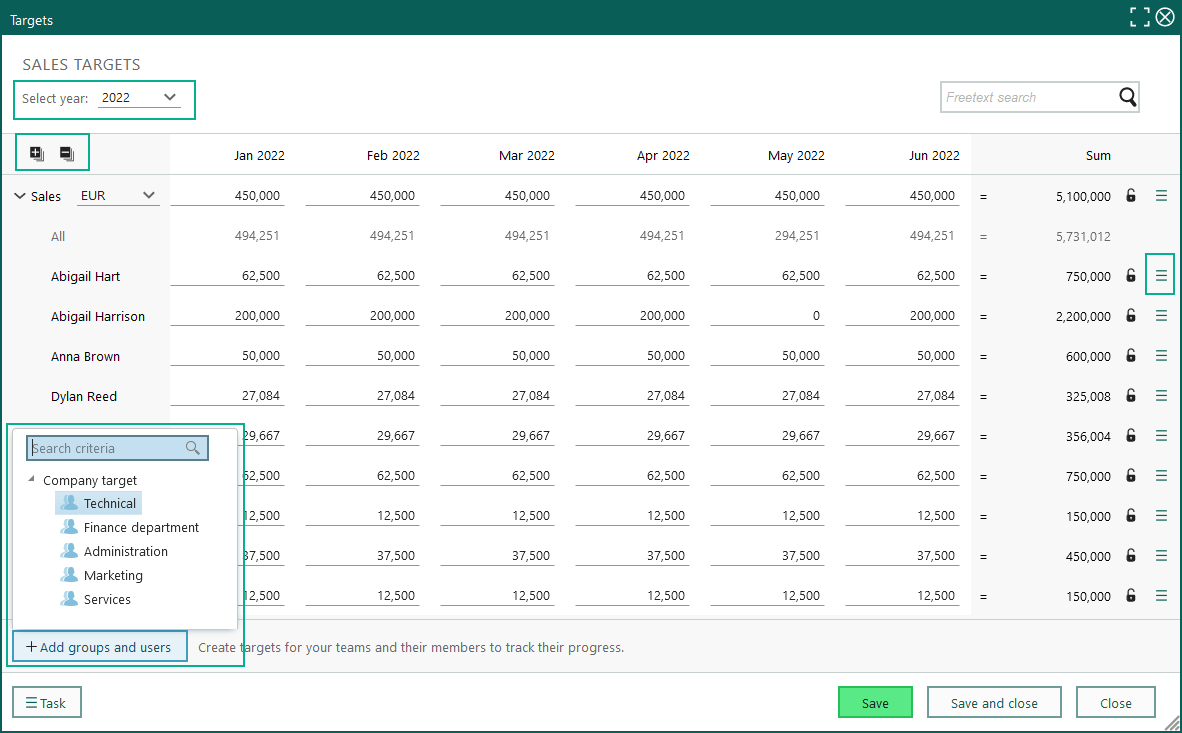 Targets
SALES TARGETS
Select year: 2022
Freetext search
Jan 2022 Feb 2022 Mar 2022 Apr 2022 May 2022 Jun 2022 Sum
Sales EUR 450,000 450,000 450,000 450,000 450,000 450,000 = 5,100,000
All 494,251 494,251 494,251 494,251 294,251 494,251 = 5,731,012
Abigail Hart 62,500 62,500 62,500 62,500 62,500 62,500 = 750,000
Abigail Harrison 200,000 200,000 200,000 200,000 0 200,000 = 2,200,000
Anna Brown 50,000 50,000 50,000 50,000 50,000 50,000 = 600,000
Dylan Reed 27,084 27,084 27,084 27,084 27,084 27,084 = 325,008
29,667 29,667 29,667 29,667 29,667 29,667 = 356,004
Search criteria
62,500 62,500 62,500 62,500 62,500 62,500 = 750,000
Company target
Technical
12,500 12,500 12,500 12,500 12,500 = 150,000
Finance department
Administration
37,500 37,500 37,500 37,500 37,500 37,500 = 450,000
Marketing
Services
12,500 12,500 12,500 12,500 12,500 = 150,000
+ Add groups and users Create targets for your teams and their members to track their progress.
Task Save Save and close Close